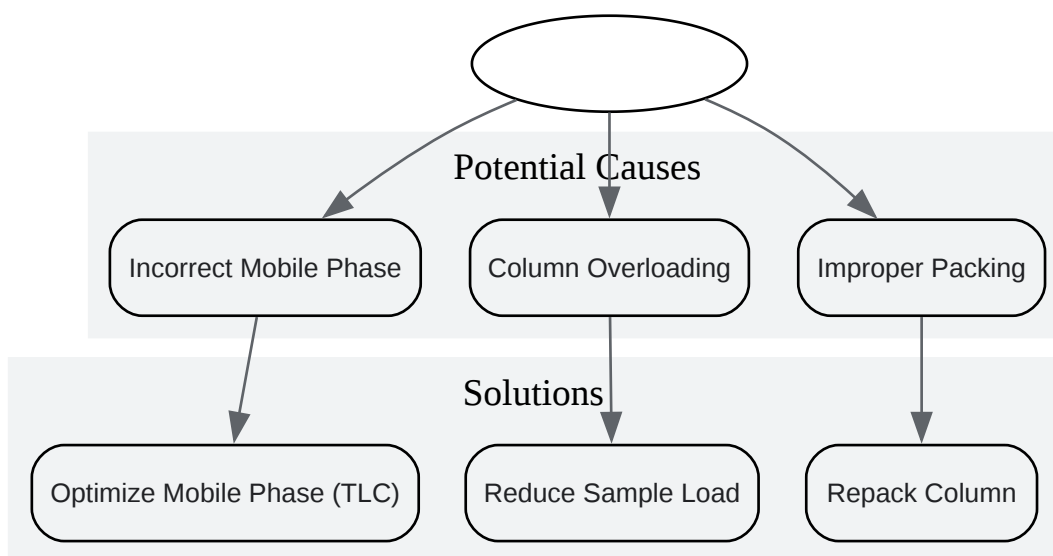 Potential Causes
Incorrect Mobile Phase
Column Overloading
Improper Packing
Solutions
Optimize Mobile Phase (TLC)
Reduce Sample Load
Repack Column